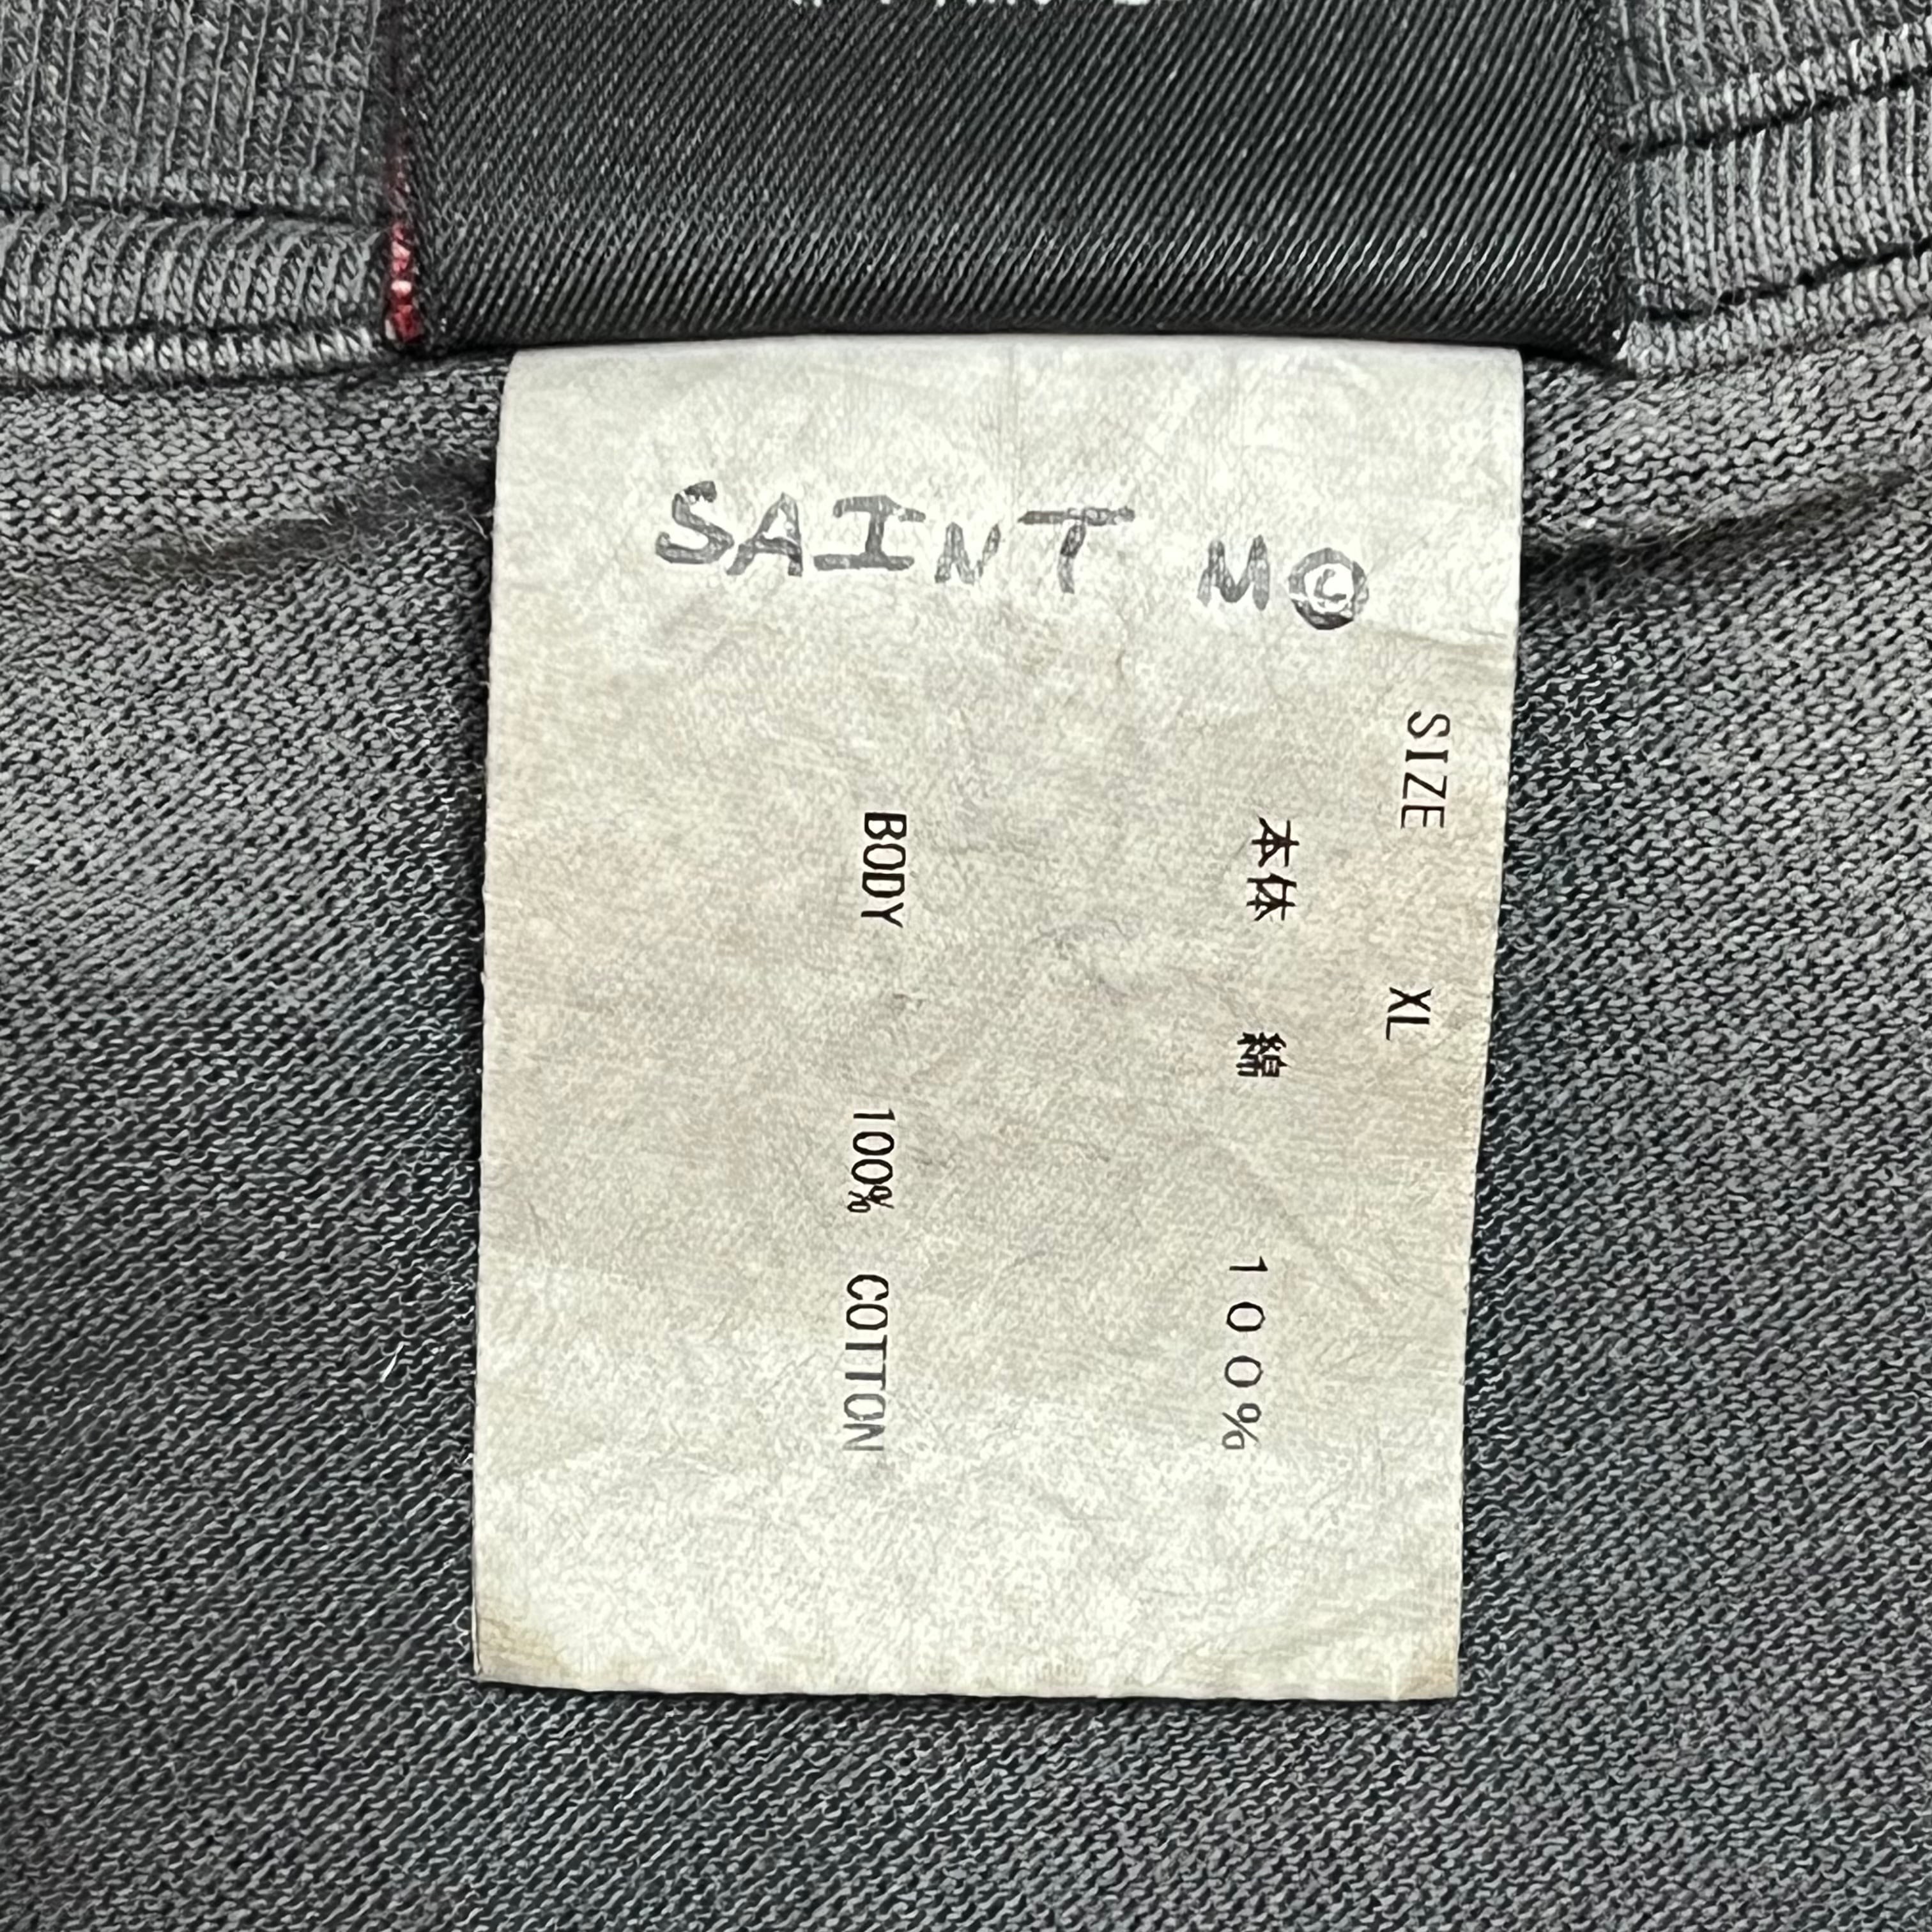 SAINT M©
SIZE XL
本体 綿 100%
BODY 100% COTTON